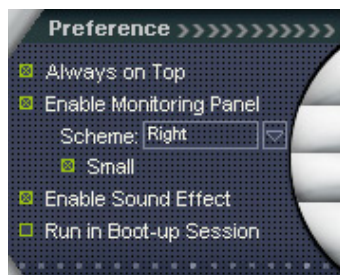 Preference >>>>>>>>>>>
Always on Top
Enable Monitoring Panel
Scheme: Right
Small
Enable Sound Effect
Run in Boot-up Session